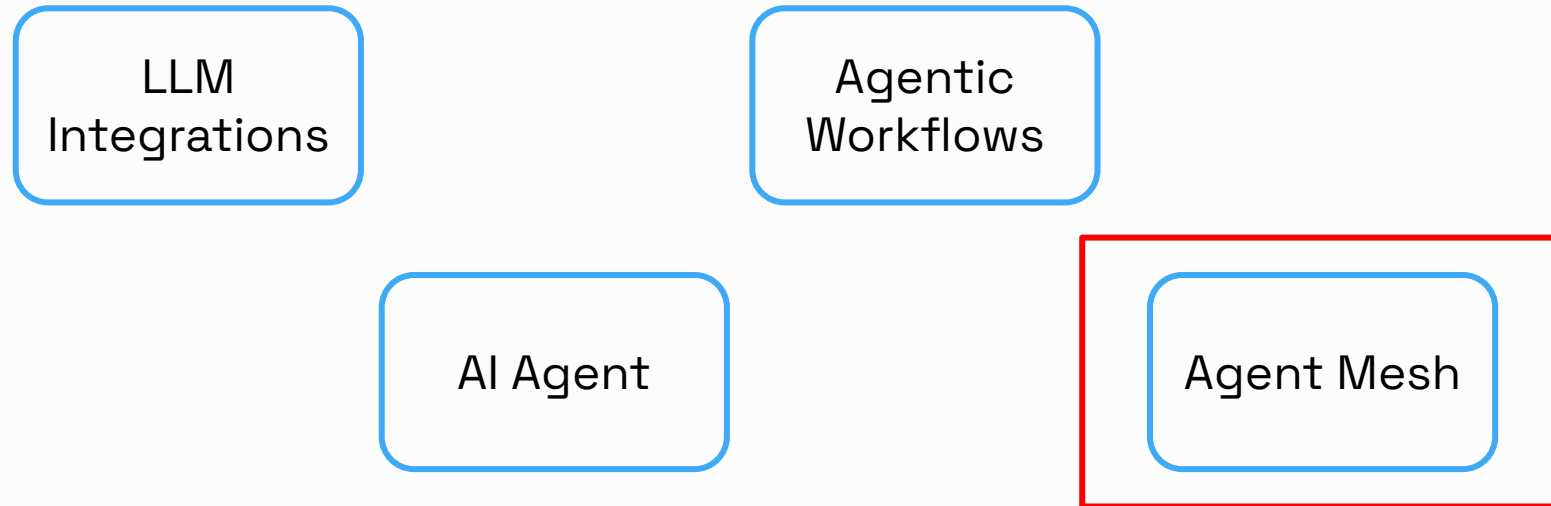 LLM
Integrations
Agentic
Workflows
AI Agent
Agent Mesh